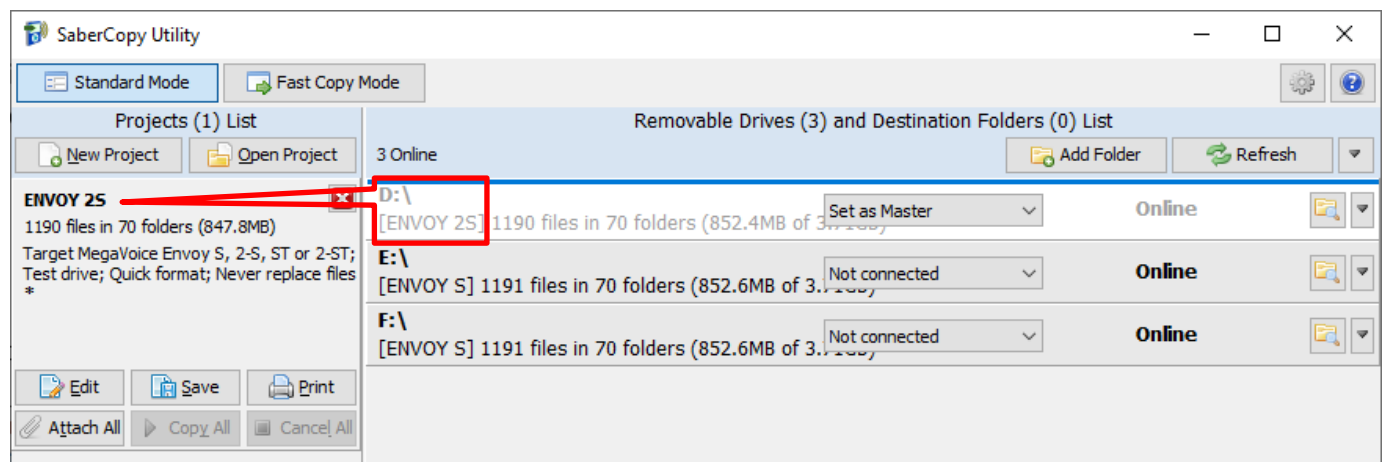 SaberCopy Utility
Standard Mode
Fast Copy Mode
Projects (1) List
New Project
Open Project
ENVOY 2S
1190 files in 70 folders (847.8MB)
Target MegaVoice Envoy S, 2-S, ST or 2-ST;
Test drive; Quick format; Never replace files
*
Edit
Save
Print
Attach All
Copy All
Cancel All
Removable Drives (3) and Destination Folders (0) List
3 Online
Add Folder
Refresh
D:\
[ENVOY 2S] 1190 files in 70 folders (852.4MB of 3.71GB)
Set as Master
Online
E:\
[ENVOY S] 1191 files in 70 folders (852.6MB of 3.
Not connected
Online
F:\
[ENVOY S] 1191 files in 70 folders (852.6MB of 3.
Not connected
Online